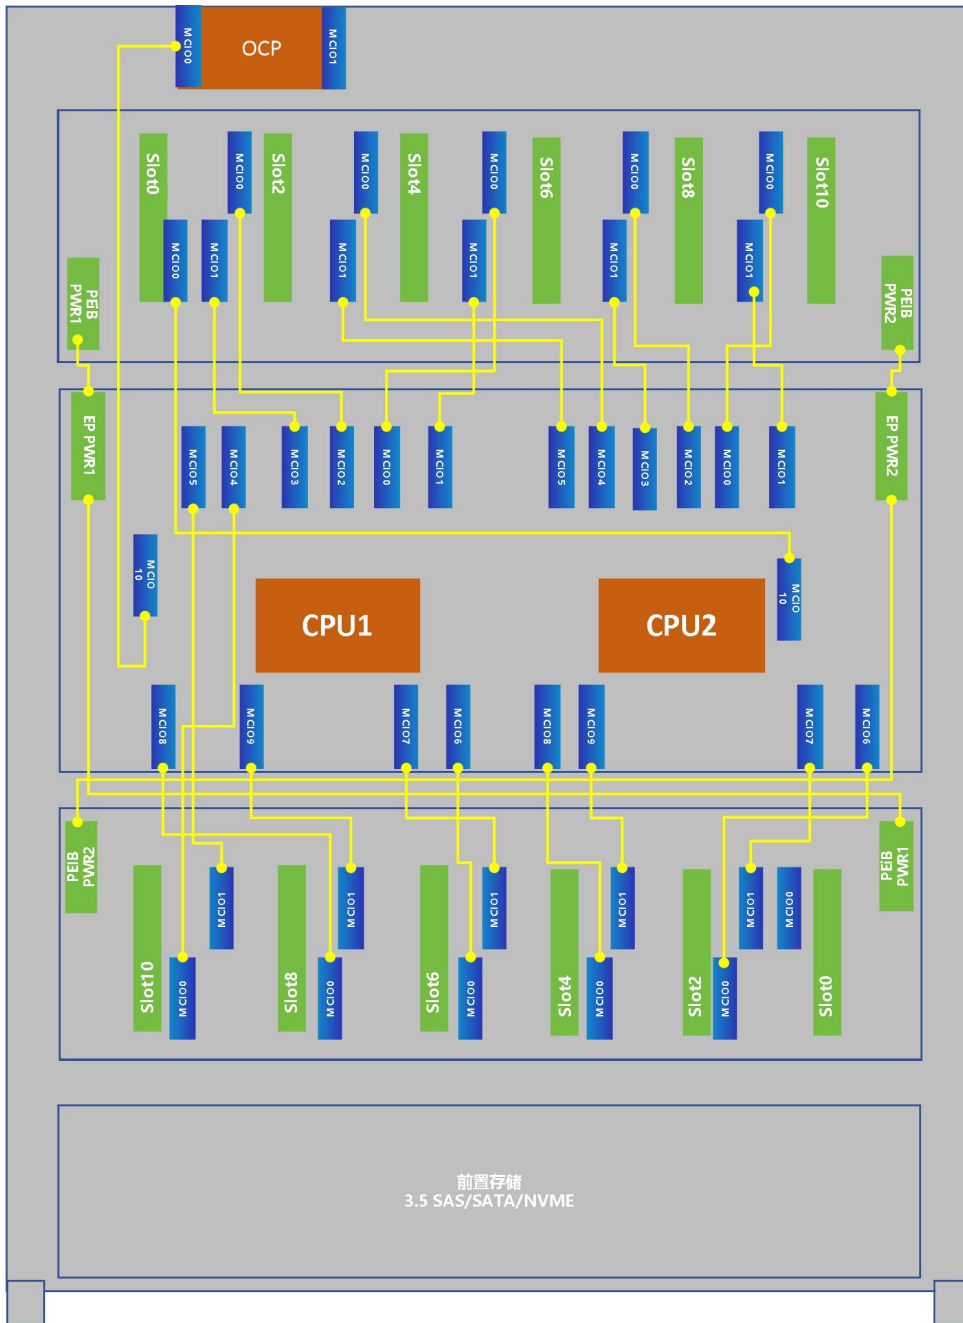 MCIO0
OCP
MCIO1
Slot0
MCIO0
Slot2
MCIO0
Slot4
MCIO0
Slot6
MCIO0
Slot8
MCIO0
Slot10
MCIO0
MCIO1
MCIO1
MCIO1
MCIO1
MCIO1
PEiB
PWR1
PEIB
PWR2
EP PWR1
EP PWR2
MCIO5
MCIO4
MCIO3
MCIO2
MCIO0
MCIO1
MCIO5
MCIO4
MCIO3
MCIO2
MCIO0
MCIO1
MCIO
10
MCIO
10
CPU1
CPU2
MCIO8
MCIO9
MCIO7
MCIO6
MCIO8
MCIO9
MCIO7
MCIO6
PEIB
PWR2
PEiB
PWR1
MCIO1
MCIO1
MCIO1
MCIO1
MCIO1
MCIO0
Slot10
MCIO0
Slot8
MCIO0
Slot6
MCIO0
Slot4
MCIO0
Slot2
MCIO0
Slot0
前置存储
3.5 SAS/SATA/NVME